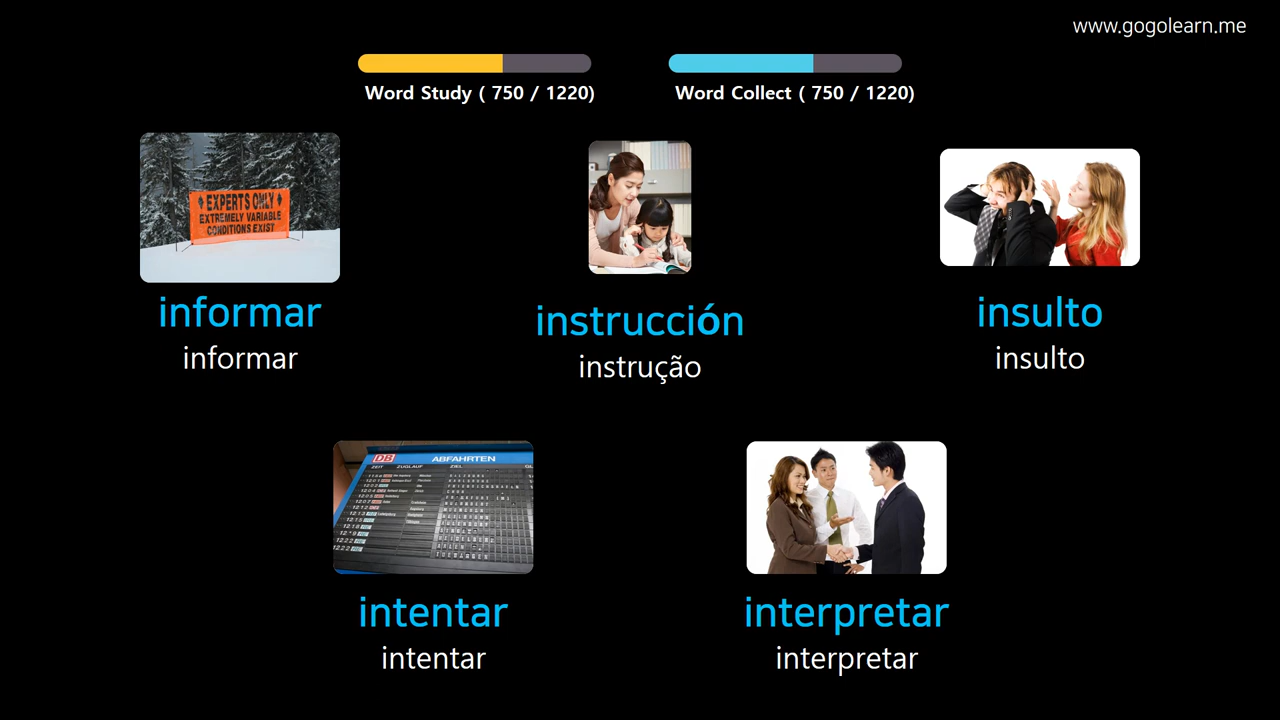 www.gogolearn.me
Word Study ( 750 / 1220)
Word Collect ( 750 / 1220)
EXPERTS ONLY
EXTREMELY VARIABLE
CONDITIONS EXIST
informar
informar
instrucción
instrução
insulto
insulto
DB ABFAHRTEN
ZEIT ZUGLAUF ZIEL
intentar
intentar
interpretar
interpretar